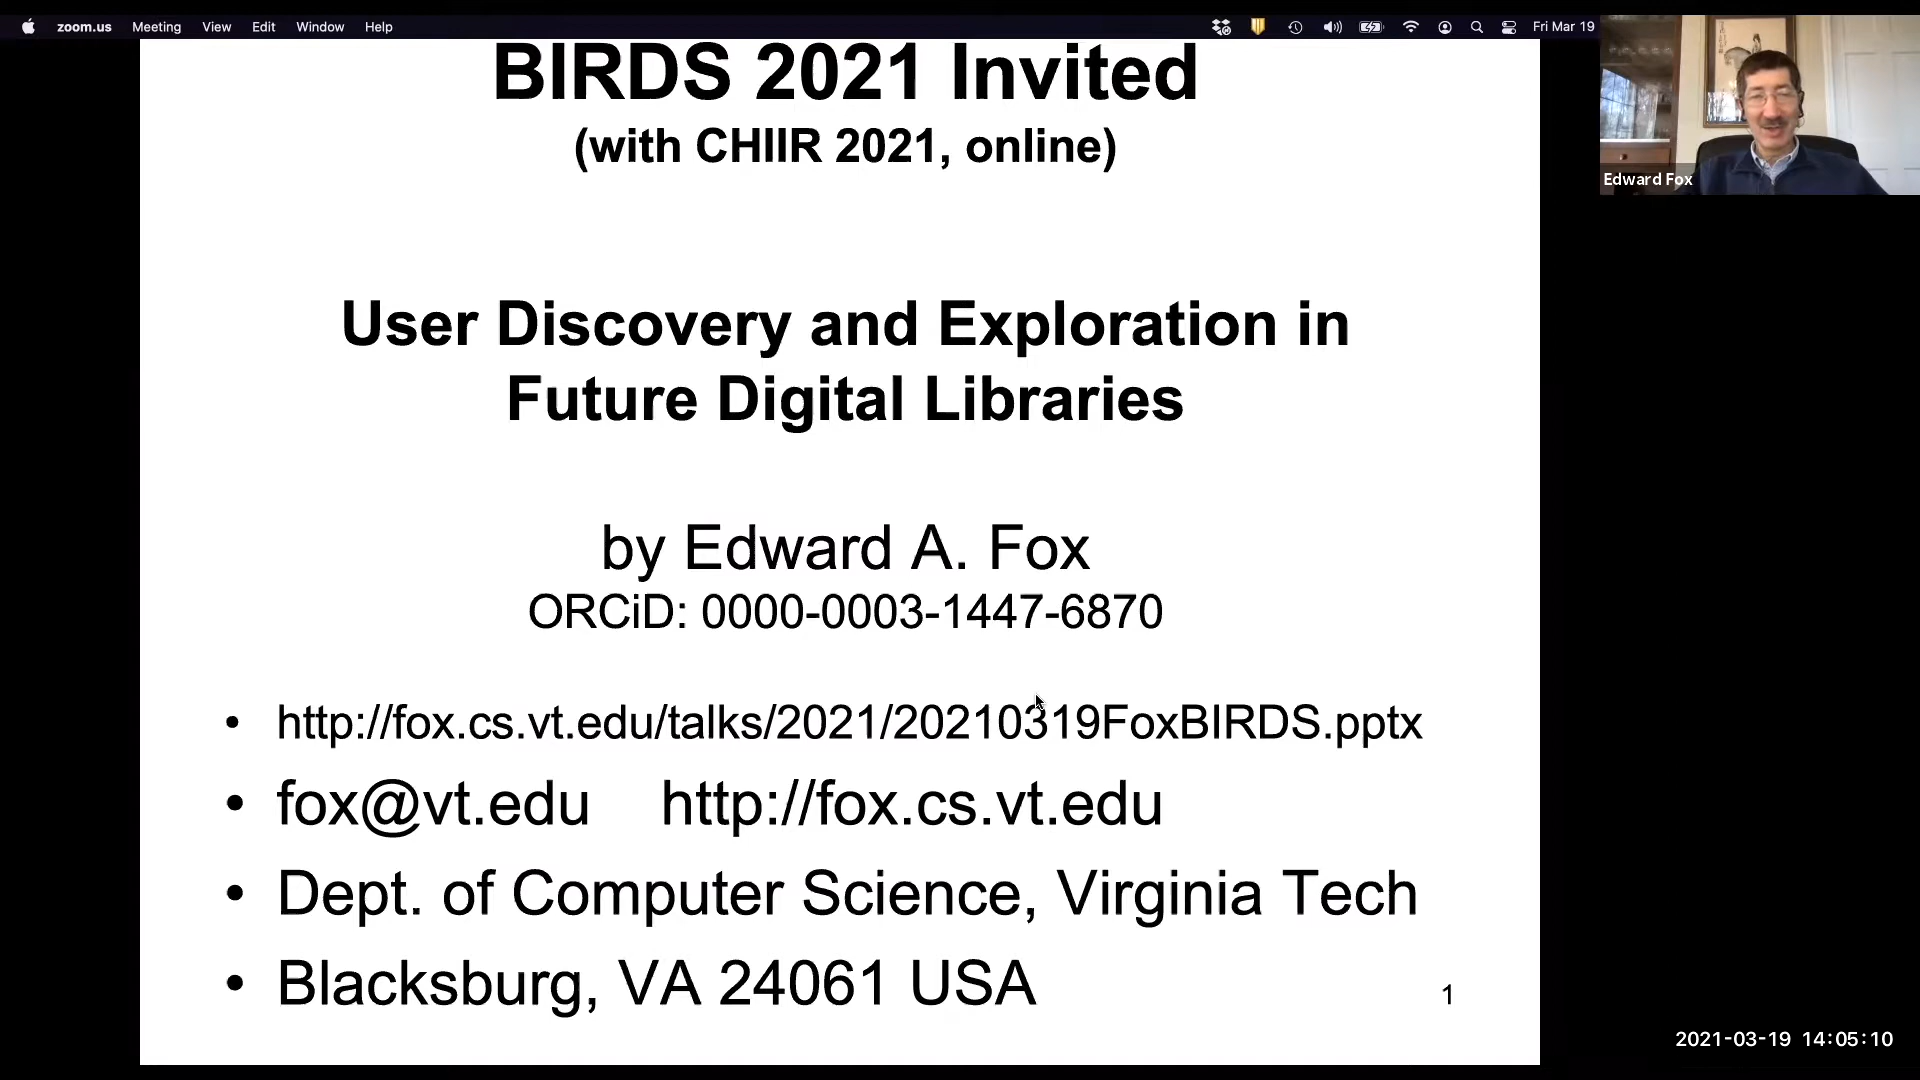 zoom.us Meeting View Edit Window Help Fri Mar 19
BIRDS 2021 Invited
(with CHIIR 2021, online)
Edward Fox
User Discovery and Exploration in
Future Digital Libraries
by Edward A. Fox
ORCiD: 0000-0003-1447-6870
• http://fox.cs.vt.edu/talks/2021/20210319FoxBIRDS.pptx
• fox@vt.edu http://fox.cs.vt.edu
• Dept. of Computer Science, Virginia Tech
• Blacksburg, VA 24061 USA
1
2021-03-19 14:05:10